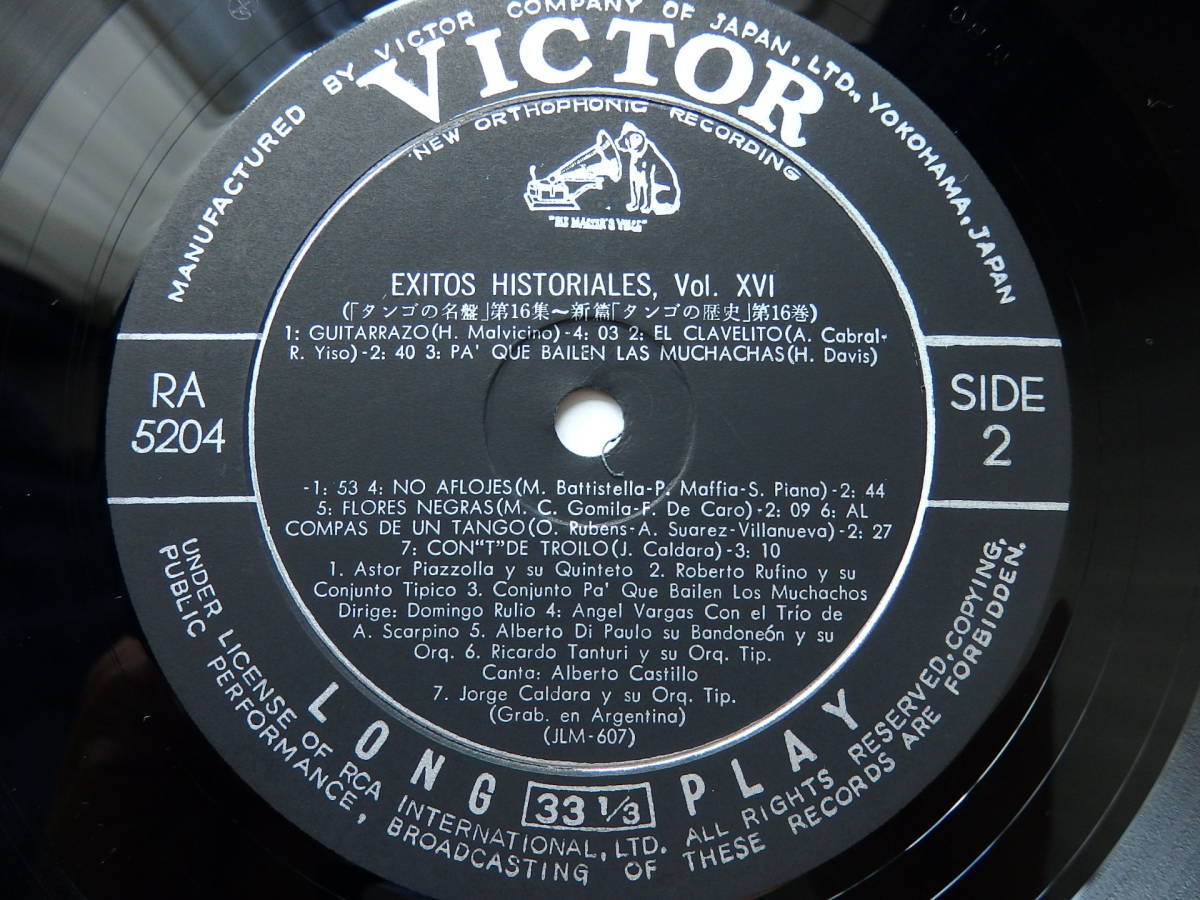 MANUFACTURED BY VICTOR COMPANY OF JAPAN, LTD., YOKOHAMA, JAPAN
VICTOR
NEW ORTHOPHONIC RECORDING
"HIS MASTER'S VOICE"
EXITOS HISTORIALES, Vol. XVI
(「タンゴの名盤」第16集〜新篇「タンゴの歴史」第16巻)
1: GUITARRAZO(H. Malvicino)-4: 03 2: EL CLAVELITO(A. Cabral-
R. Yiso)-2: 40 3: PA' QUE BAILEN LAS MUCHACHAS(H. Davis)
RA
5204
SIDE
2
-1: 53 4: NO AFLOJES(M. Battistella-P. Maffia-S. Piana)-2: 44
5: FLORES NEGRAS(M. C. Gomila-F. De Caro)-2: 09 6: AL
COMPAS DE UN TANGO(O. Rubens-A. Suarez-Villanueva)-2: 27
7: CON"T"DE TROILO(J. Caldara)-3: 10
1. Astor Piazzolla y su Quinteto 2. Roberto Rufino y su
Conjunto Tipico 3. Conjunto Pa' Que Bailen Los Muchachos
Dirige: Domingo Rulio 4: Angel Vargas Con el Trío de
A. Scarpino 5. Alberto Di Paulo su Bandoneón y su
Orq. 6. Ricardo Tanturi y su Orq. Tip.
Canta: Alberto Castillo
7. Jorge Caldara y su Orq. Tip.
(Grab. en Argentina)
(JLM-607)
LONG 33 1/3 PLAY
UNDER LICENSE OF RCA INTERNATIONAL, LTD. ALL RIGHTS RESERVED, COPYING,
PUBLIC PERFORMANCE, BROADCASTING OF THESE RECORDS ARE FORBIDDEN.